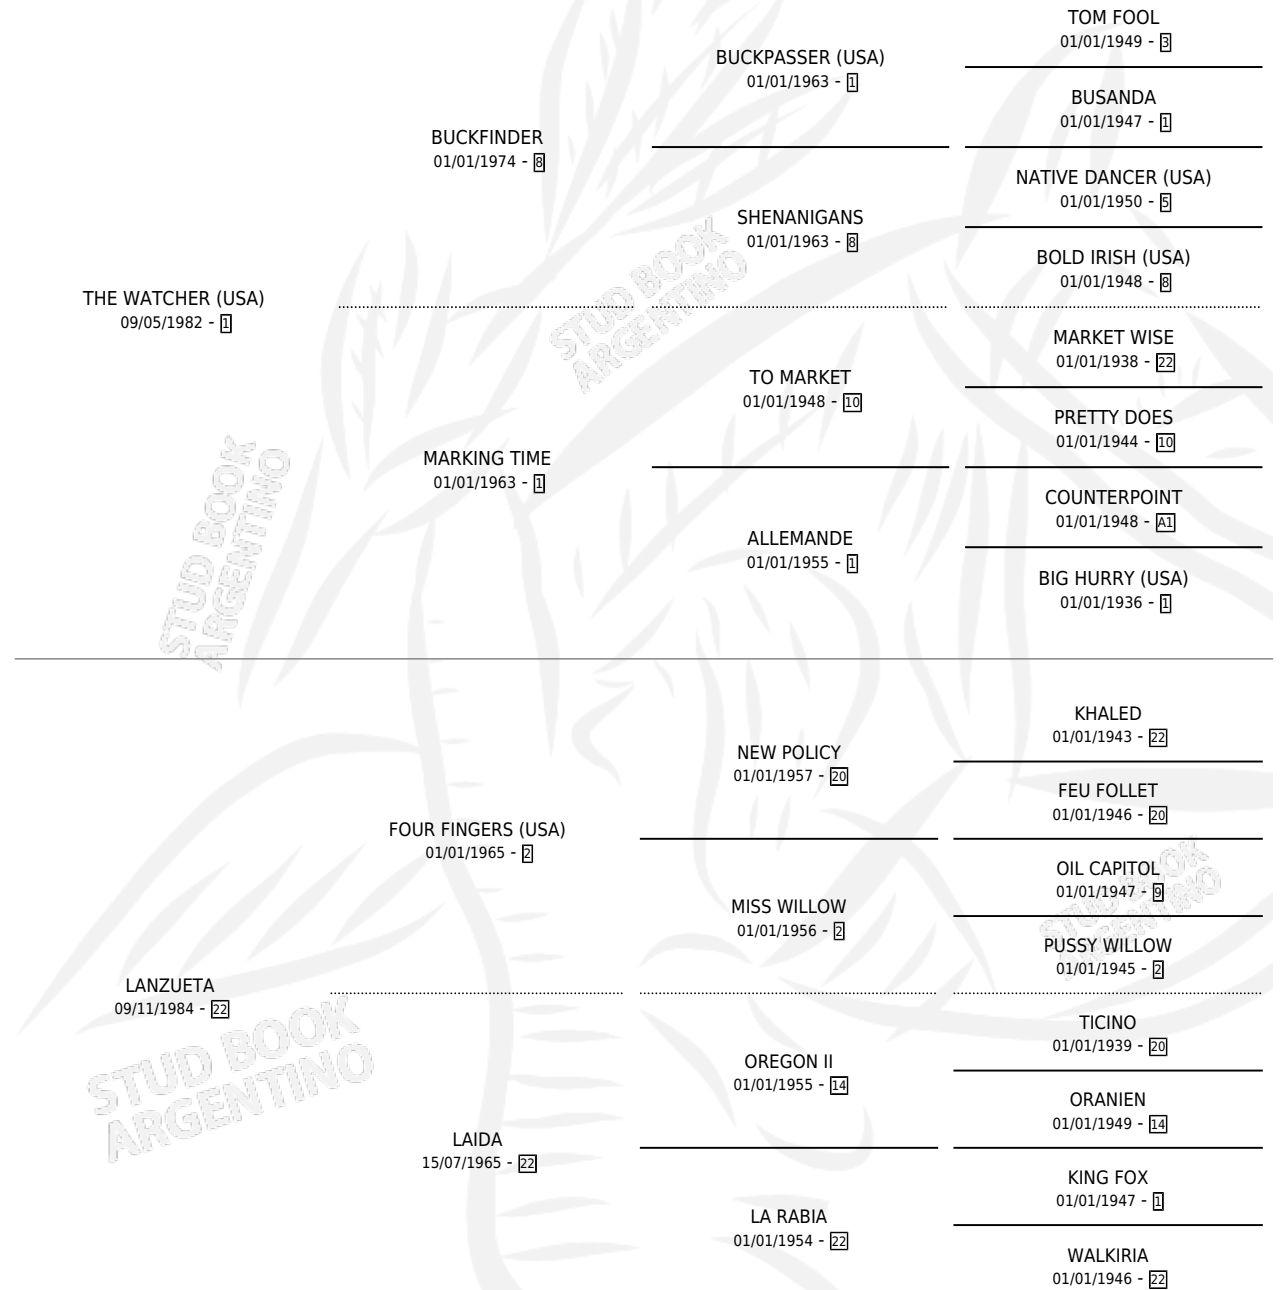 TOM FOOL
01/01/1949 - 3
BUCKPASSER (USA)
01/01/1963 - 1
BUSANDA
01/01/1947 - 1
BUCKFINDER
01/01/1974 - 8
NATIVE DANCER (USA)
01/01/1950 - 5
SHENANIGANS
01/01/1963 - 8
BOLD IRISH (USA)
01/01/1948 - 8
THE WATCHER (USA)
09/05/1982 - 1
STUD BOOK
ARGENTINO
MARKET WISE
01/01/1938 - 22
TO MARKET
01/01/1948 - 10
PRETTY DOES
01/01/1944 - 10
MARKING TIME
01/01/1963 - 1
COUNTERPOINT
01/01/1948 - A1
ALLEMANDE
01/01/1955 - 1
BIG HURRY (USA)
01/01/1936 - 1
STUD BOOK
ARGENTINO
KHALED
01/01/1943 - 22
NEW POLICY
01/01/1957 - 20
FEU FOLLET
01/01/1946 - 20
FOUR FINGERS (USA)
01/01/1965 - 2
OIL CAPITOL
01/01/1947 - 9
MISS WILLOW
01/01/1956 - 2
STUD BOOK
ARGENTINO
PUSSY WILLOW
01/01/1945 - 2
LANZUETA
09/11/1984 - 22
TICINO
01/01/1939 - 20
OREGON II
01/01/1955 - 14
STUD BOOK
ARGENTINO
ORANIEN
01/01/1949 - 14
LAIDA
15/07/1965 - 22
KING FOX
01/01/1947 - 1
LA RABIA
01/01/1954 - 22
WALKIRIA
01/01/1946 - 22